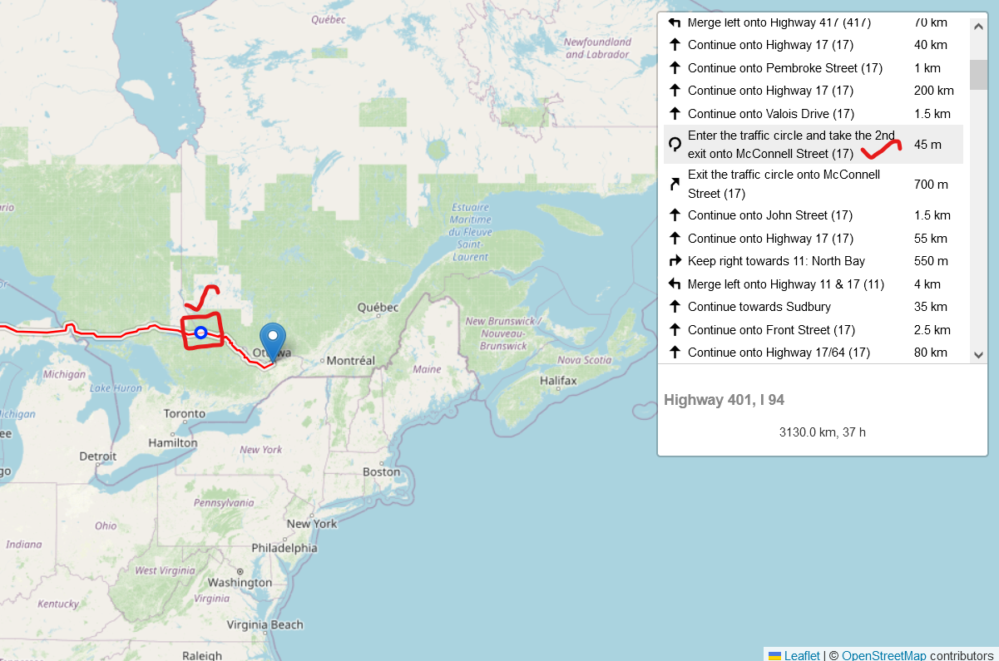 Québec
Newfoundland
and Labrador
Estuaire
Maritime
du Fleuve
Saint-
Laurent
Québec
New Brunswick /
Nouveau-
Brunswick
Ottawa
Montréal
Maine
Nova Scotia
Halifax
Michigan
Lake Huron
Toronto
Hamilton
New York
Detroit
Boston
Pennsylvania
Ohio
New York
Indiana
Philadelphia
West Virginia
Washington
Kentucky
Virginia
Virginia Beach
Raleigh
Merge left onto Highway 417 (417) 70 km
Continue onto Highway 17 (17) 40 km
Continue onto Pembroke Street (17) 1 km
Continue onto Highway 17 (17) 200 km
Continue onto Valois Drive (17) 1.5 km
Enter the traffic circle and take the 2nd
exit onto McConnell Street (17) 45 m
Exit the traffic circle onto McConnell
Street (17) 700 m
Continue onto John Street (17) 1.5 km
Continue onto Highway 17 (17) 55 km
Keep right towards 11: North Bay 550 m
Merge left onto Highway 11 & 17 (11) 4 km
Continue towards Sudbury 35 km
Continue onto Front Street (17) 2.5 km
Continue onto Highway 17/64 (17) 80 km
Highway 401, I 94
3130.0 km, 37 h
Leaflet | © OpenStreetMap contributors